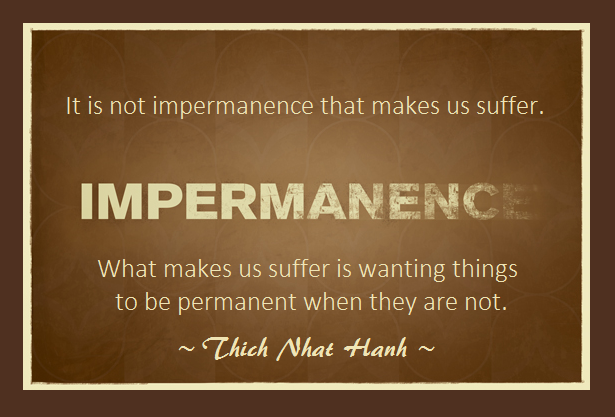 It is not impermanence that makes us suffer.
IMPERMANENCE
What makes us suffer is wanting things
to be permanent when they are not.
~ Thich Nhat Hanh ~